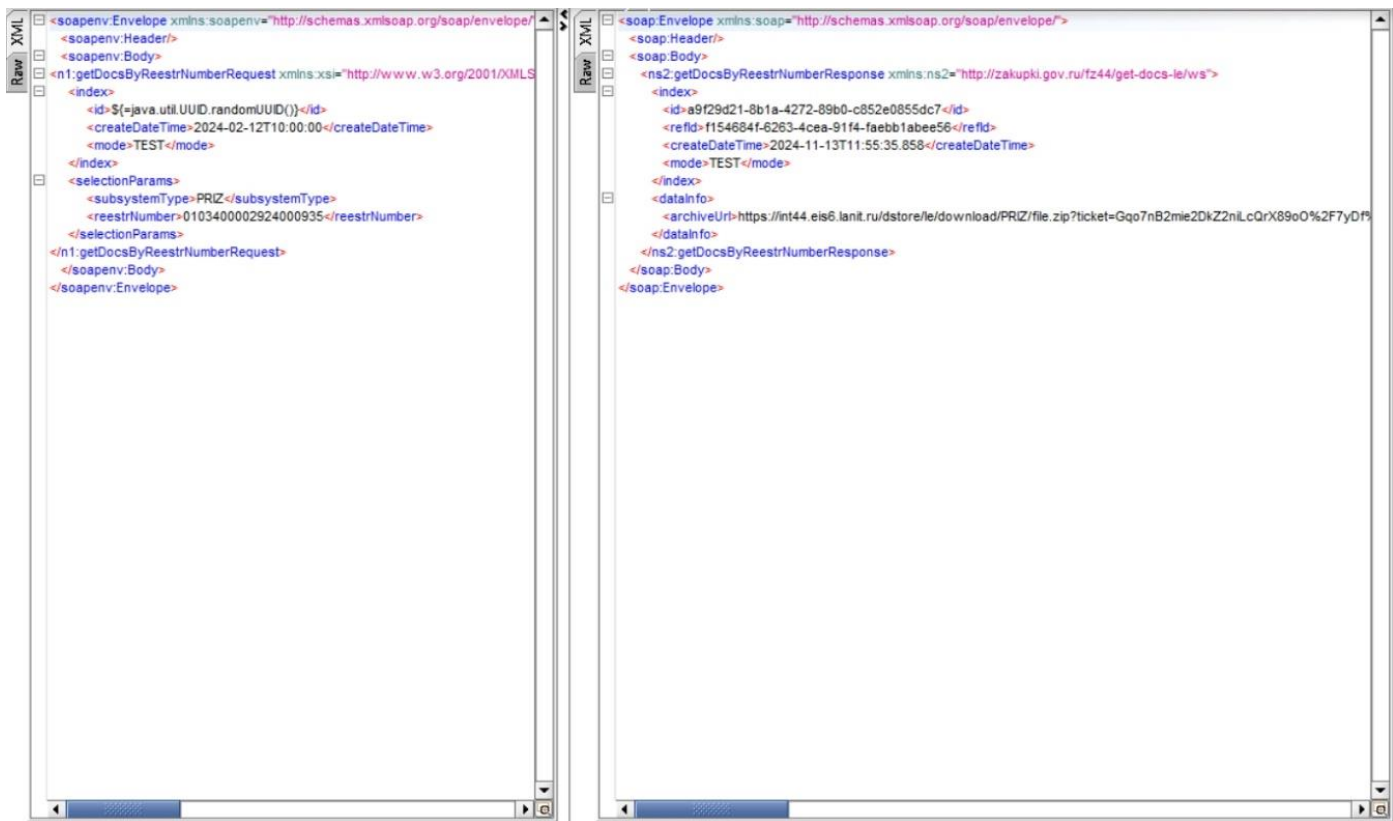 XML
Raw
<soapenv:Envelope xmlns:soapenv="http://schemas.xmlsoap.org/soap/envelope/"
<soapenv:Header/>
<soapenv:Body>
<n1:getDocsByReestrNumberRequest xmlns:xsi="http://www.w3.org/2001/XMLS
<index>
<id>${=java.util.UUID.randomUUID()}</id>
<createDateTime>2024-02-12T10:00:00</createDateTime>
<mode>TEST</mode>
</index>
<selectionParams>
<subsystemType>PRIZ</subsystemType>
<reestrNumber>0103400002924000935</reestrNumber>
</selectionParams>
</n1:getDocsByReestrNumberRequest>
</soapenv:Body>
</soapenv:Envelope>
XML
Raw
<soap:Envelope xmlns:soap="http://schemas.xmlsoap.org/soap/envelope/">
<soap:Header/>
<soap:Body>
<ns2:getDocsByReestrNumberResponse xmlns:ns2="http://zakupki.gov.ru/fz44/get-docs-le/ws">
<index>
<id>a9f29d21-8b1a-4272-89b0-c852e0855dc7</id>
<refId>f154684f-6263-4cea-91f4-faebb1abee56</refId>
<createDateTime>2024-11-13T11:55:35.858</createDateTime>
<mode>TEST</mode>
</index>
<dataInfo>
<archiveUrl>https://int44.eis6.lanit.ru/dstore/le/download/PRIZ/file.zip?ticket=Gqo7nB2mie2DkZ2niLcQrX89oO%2F7yDf%
</dataInfo>
</ns2:getDocsByReestrNumberResponse>
</soap:Body>
</soap:Envelope>